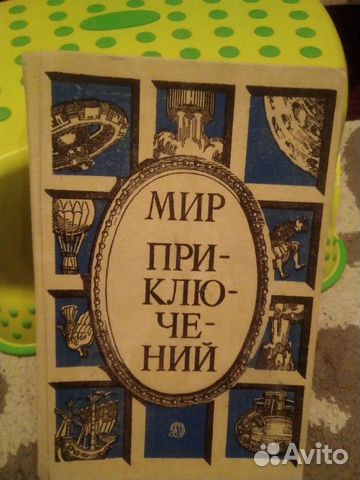 МИР
ПРИ-
КЛЮ-
ЧЕ-
НИЙ
Avito